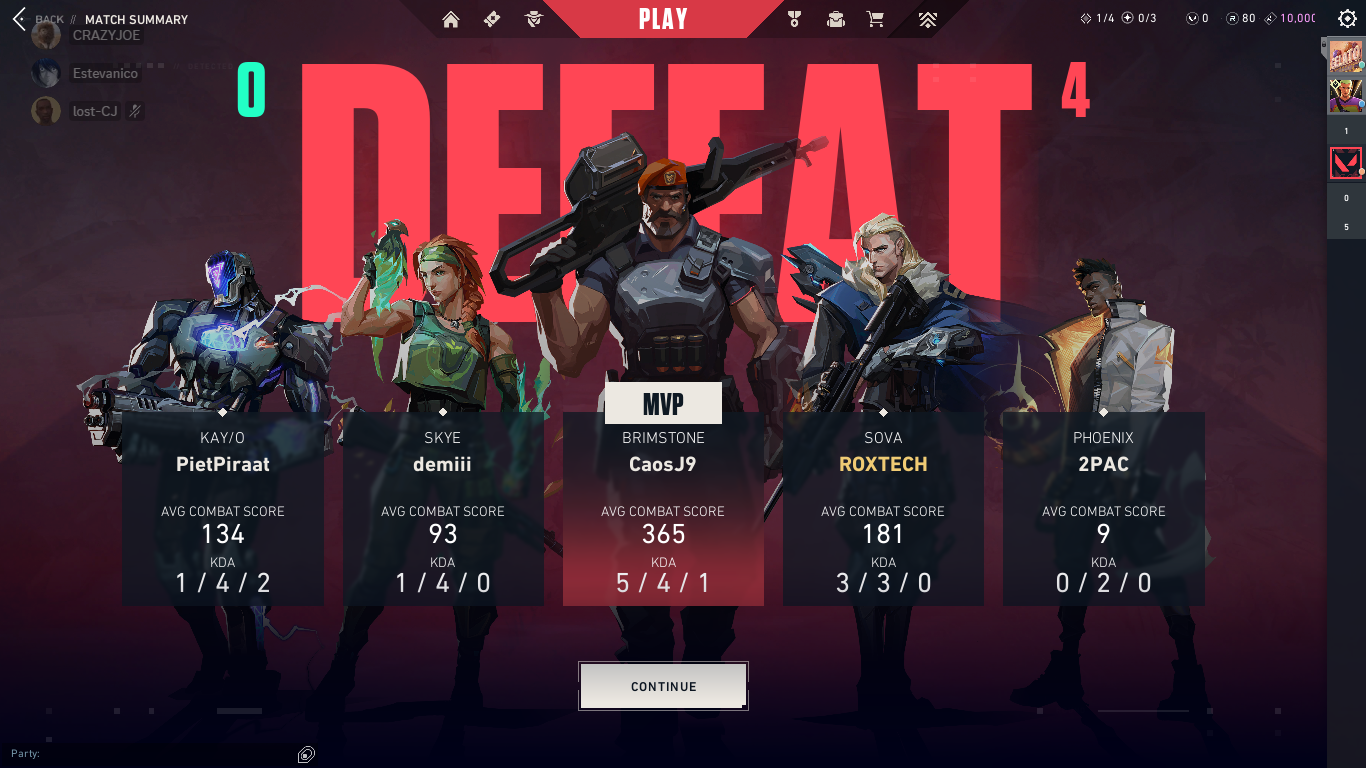 BACK // MATCH SUMMARY
PLAY
1/4 0/3 0 80 10,000
CRAZYJOE
Estevanico
lost-CJ
0 DEFEAT 4
1
0
5
MVP
KAY/O
PietPiraat
AVG COMBAT SCORE
134
KDA
1 / 4 / 2
SKYE
demiii
AVG COMBAT SCORE
93
KDA
1 / 4 / 0
BRIMSTONE
CaosJ9
AVG COMBAT SCORE
365
KDA
5 / 4 / 1
SOVA
ROXTECH
AVG COMBAT SCORE
181
KDA
3 / 3 / 0
PHOENIX
2PAC
AVG COMBAT SCORE
9
KDA
0 / 2 / 0
CONTINUE
Party: